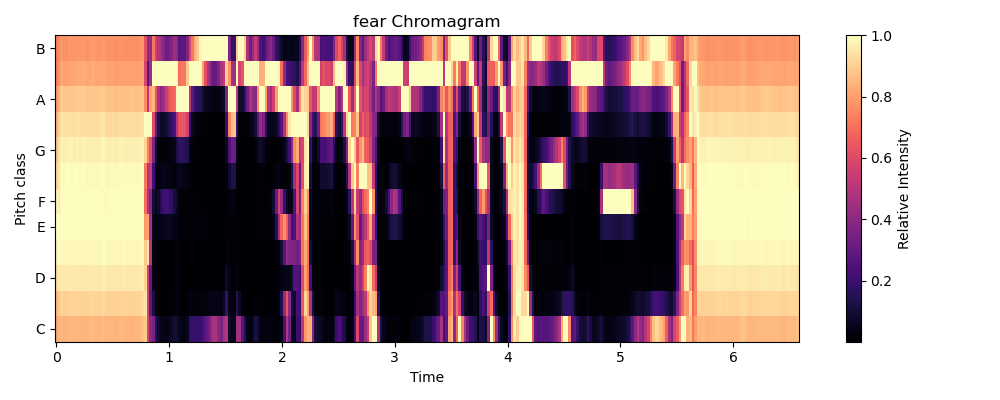 fear Chromagram
B
A
G
F
E
D
C
Pitch class
0
1
2
3
4
5
6
Time
1.0
0.8
0.6
0.4
0.2
Relative Intensity